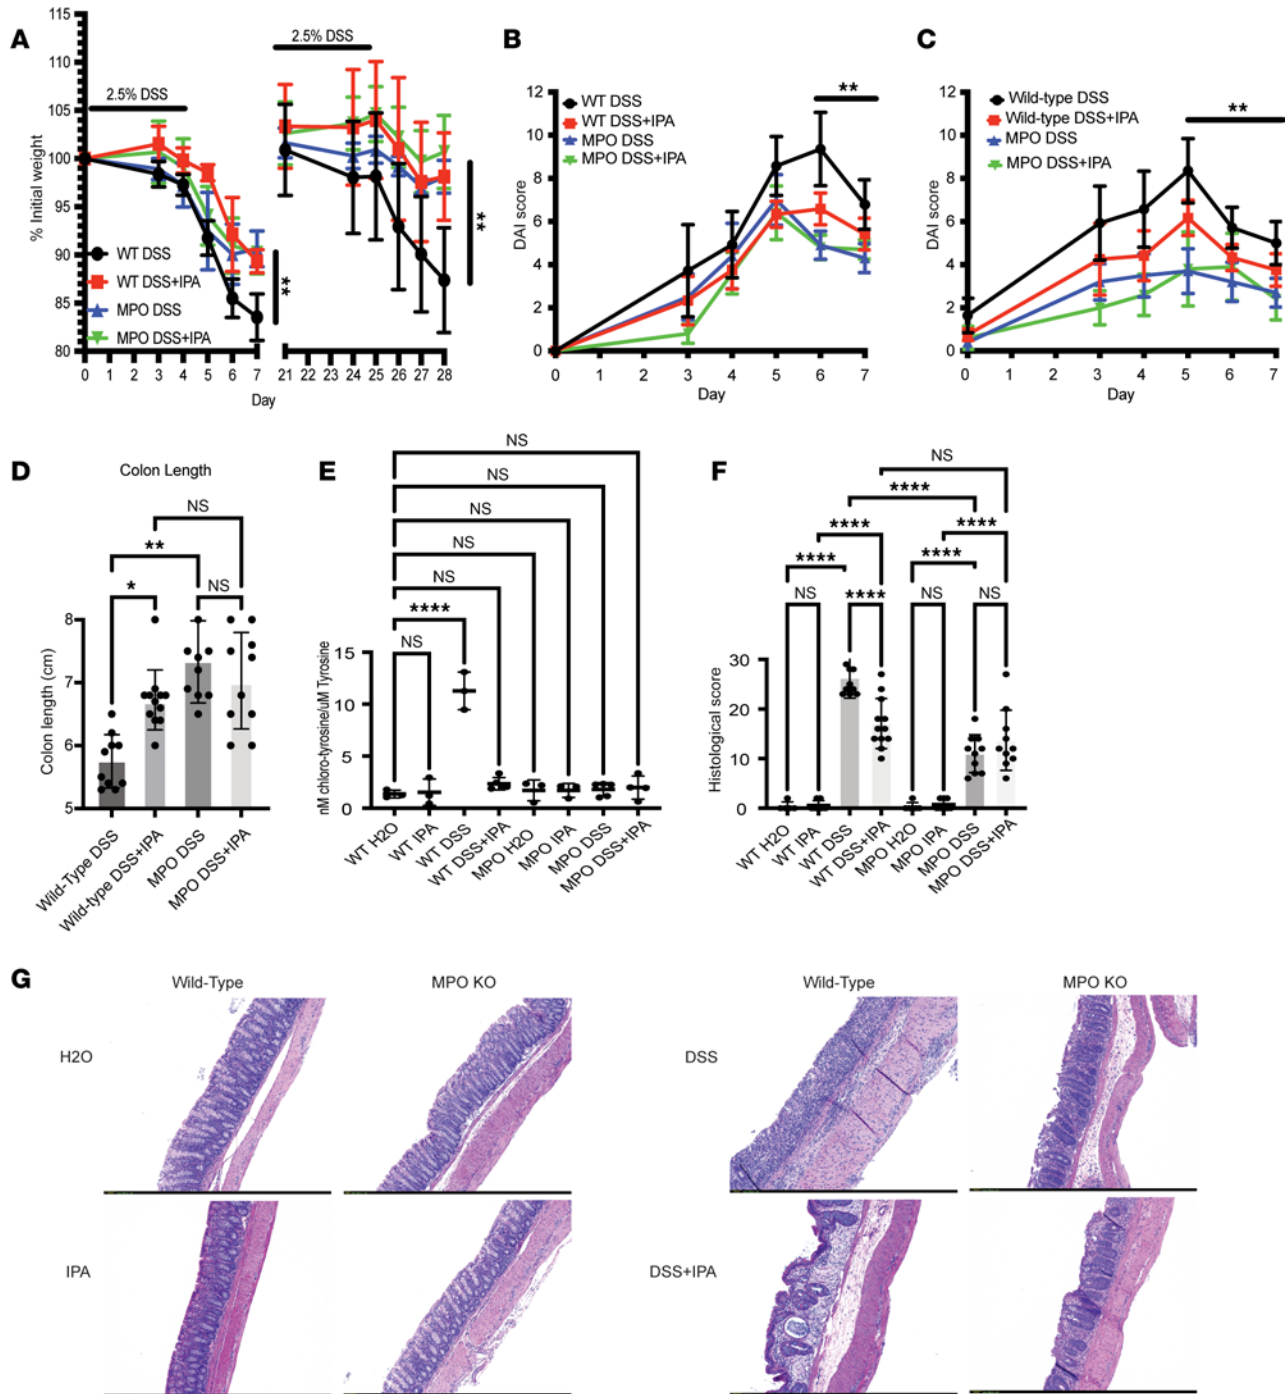 A
115
110
105
100
95
90
85
80
% Initial weight
2.5% DSS
2.5% DSS
WT DSS
WT DSS+IPA
MPO DSS
MPO DSS+IPA
**
**
0 1 2 3 4 5 6 7
21 22 23 24 25 26 27 28
Day
B
12
10
8
6
4
2
0
DAI score
WT DSS
WT DSS+IPA
MPO DSS
MPO DSS+IPA
**
0 1 2 3 4 5 6 7
Day
C
12
10
8
6
4
2
0
DAI score
Wild-type DSS
Wild-type DSS+IPA
MPO DSS
MPO DSS+IPA
**
0 1 2 3 4 5 6 7
Day
D
Colon Length
NS
**
NS
*
8
7
6
5
Colon length (cm)
Wild-Type DSS
Wild-type DSS+IPA
MPO DSS
MPO DSS+IPA
E
NS
NS
NS
NS
NS
****
NS
15
10
5
0
nM chloro-tyrosine/uM Tyrosine
WT H2O
WT IPA
WT DSS
WT DSS+IPA
MPO H2O
MPO IPA
MPO DSS
MPO DSS+IPA
F
NS
****
**** ****
**** ****
NS **** NS NS
30
20
10
0
Histological score
WT H2O
WT IPA
WT DSS
WT DSS+IPA
MPO H2O
MPO IPA
MPO DSS
MPO DSS+IPA
G
Wild-Type MPO KO Wild-Type MPO KO
H2O DSS
IPA DSS+IPA